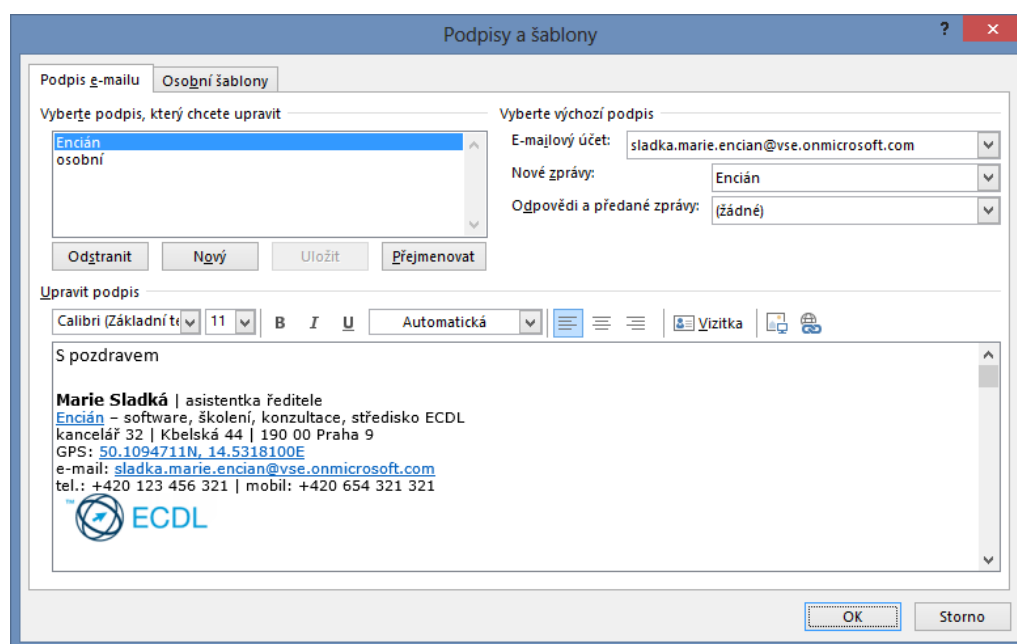 Podpisy a šablony
? ×
Podpis e-mailu Osobní šablony
Vyberte podpis, který chcete upravit Vyberte výchozí podpis
Encián
osobní
E-mailový účet: sladka.marie.encian@vse.onmicrosoft.com
Nové zprávy: Encián
Odpovědi a předané zprávy: (žádné)
Odstranit Nový Uložit Přejmenovat
Upravit podpis
Calibri (Základní te 11 B I U Automatická Vizitka
S pozdravem
Marie Sladká | asistentka ředitele
Encián – software, školení, konzultace, středisko ECDL
kancelář 32 | Kbelská 44 | 190 00 Praha 9
GPS: 50.1094711N, 14.5318100E
e-mail: sladka.marie.encian@vse.onmicrosoft.com
tel.: +420 123 456 321 | mobil: +420 654 321 321
™ ECDL
OK Storno